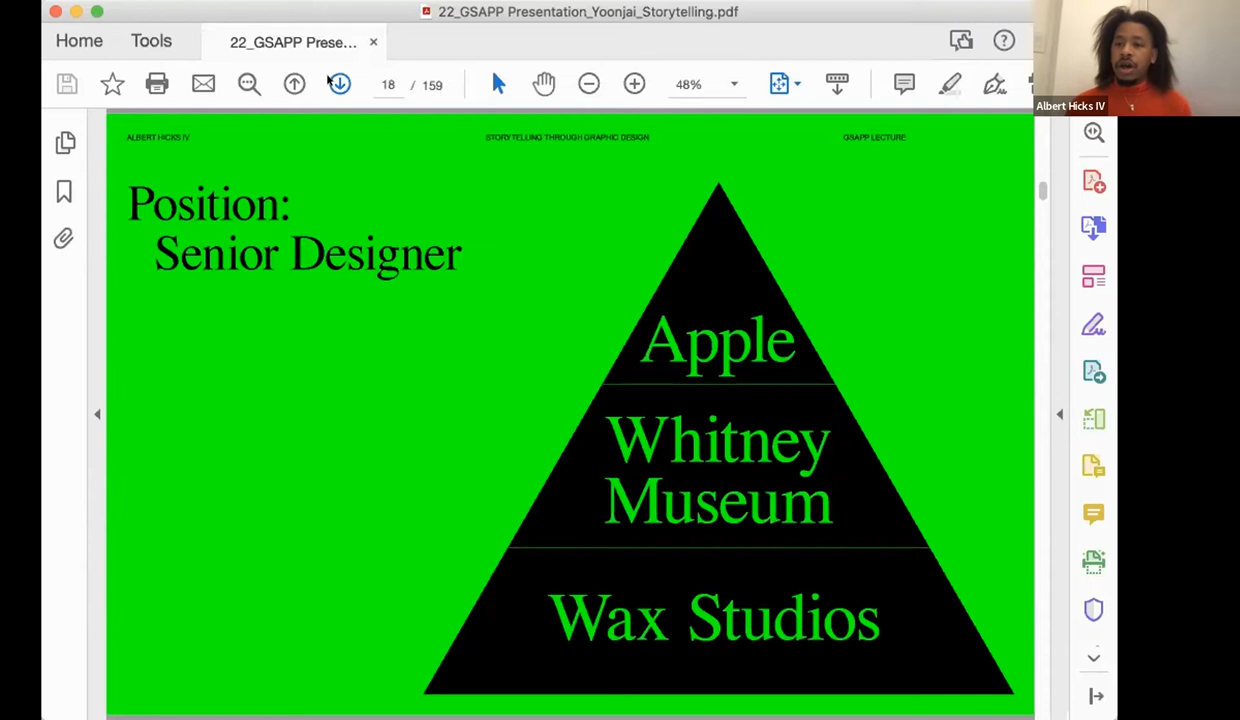 22_GSAPP Presentation_Yoonjai_Storytelling.pdf
Home
Tools
22_GSAPP Prese...
18 / 159
48%
Albert Hicks IV
ALBERT HICKS IV
STORYTELLING THROUGH GRAPHIC DESIGN
GSAPP LECTURE
Position:
Senior Designer
Apple
Whitney
Museum
Wax Studios